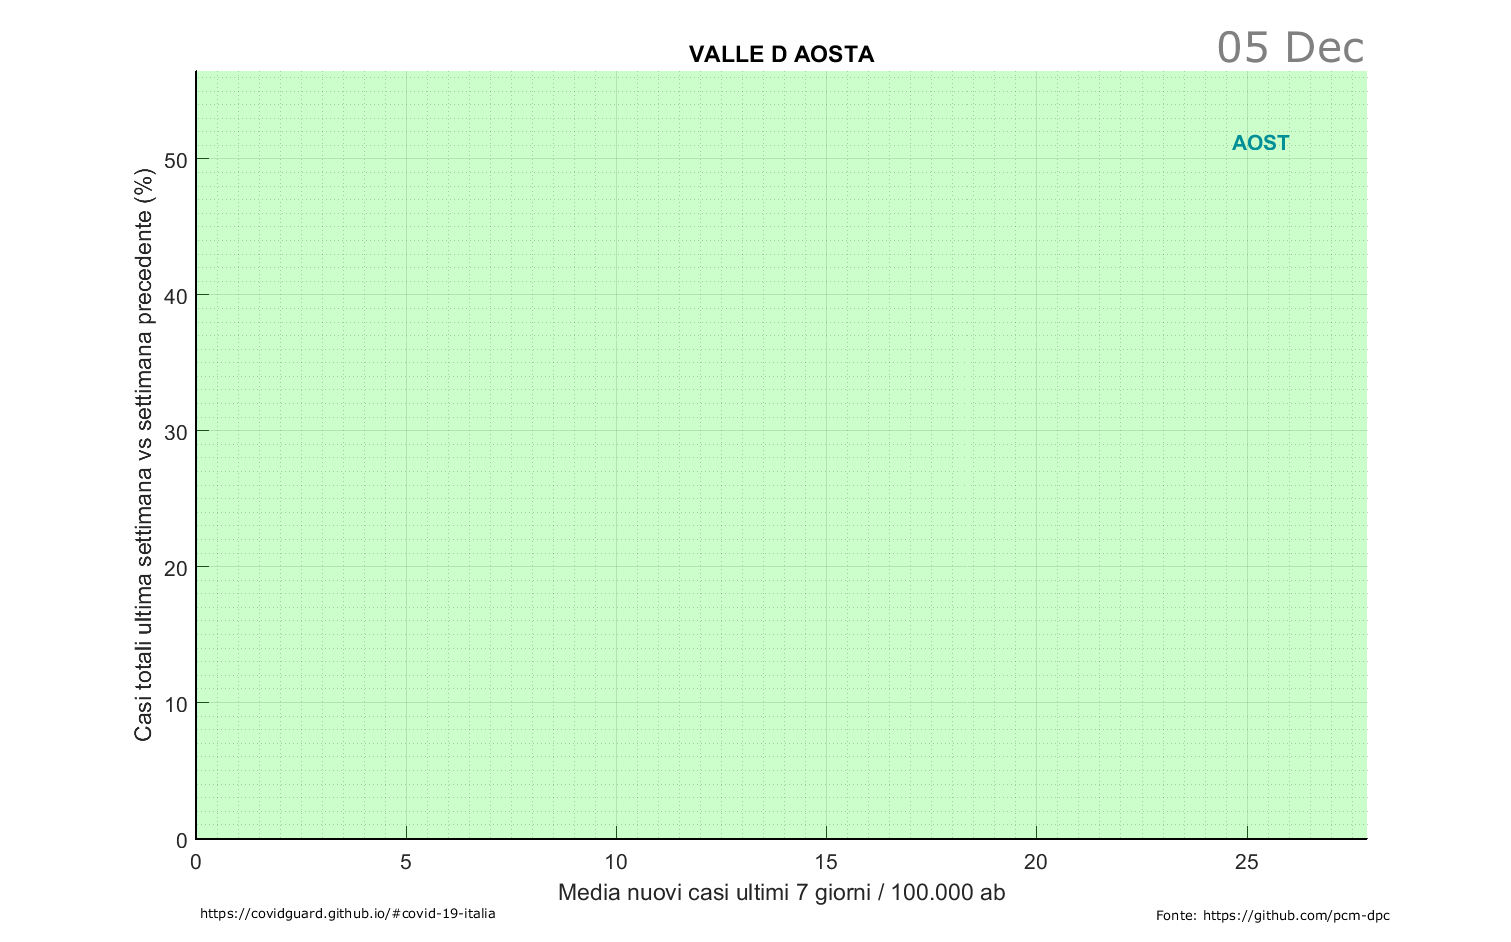 05 Dec
VALLE D AOSTA
AOST
Casi totali ultima settimana vs settimana precedente (%)
50
40
30
20
10
0
0 5 10 15 20 25
Media nuovi casi ultimi 7 giorni / 100.000 ab
https://covidguard.github.io/#covid-19-italia
Fonte: https://github.com/pcm-dpc